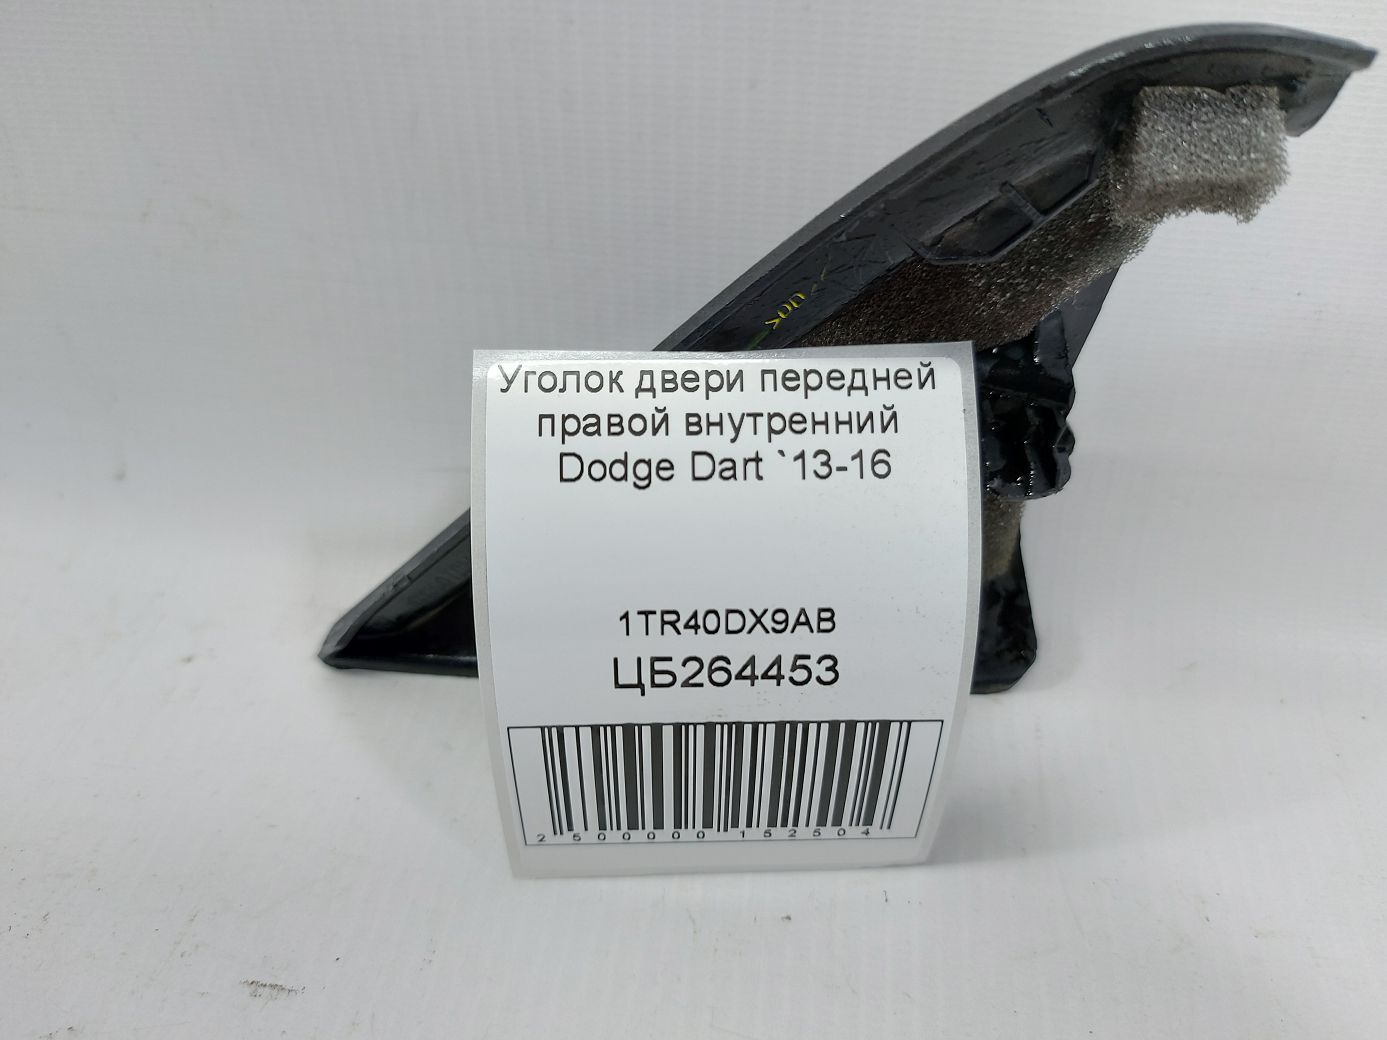 Уголок двери передней
правой внутренний
Dodge Dart `13-16
1TR40DX9AB
ЦБ264453
2500000152504